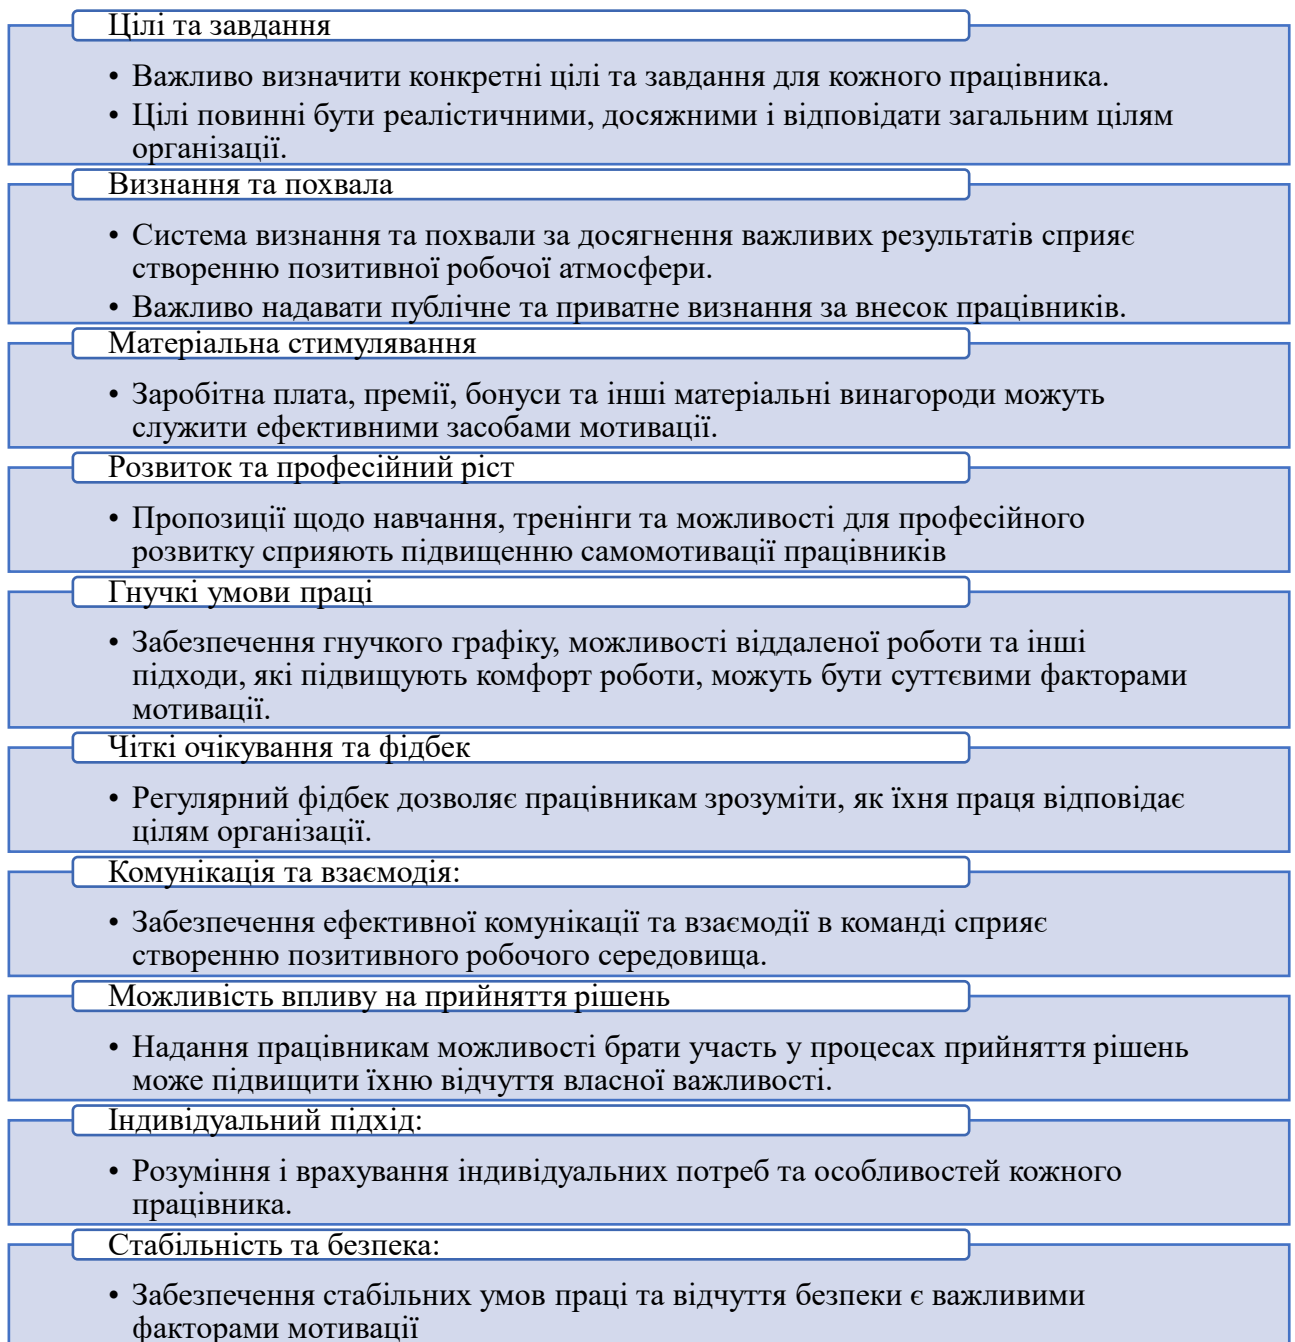 Цілі та завдання
• Важливо визначити конкретні цілі та завдання для кожного працівника.
• Цілі повинні бути реалістичними, досяжними і відповідати загальним цілям
організації.
Визнання та похвала
• Система визнання та похвали за досягнення важливих результатів сприяє
створенню позитивної робочої атмосфери.
• Важливо надавати публічне та приватне визнання за внесок працівників.
Матеріальна стимулявання
• Заробітна плата, премії, бонуси та інші матеріальні винагороди можуть
служити ефективними засобами мотивації.
Розвиток та професійний ріст
• Пропозиції щодо навчання, тренінги та можливості для професійного
розвитку сприяють підвищенню самомотивації працівників
Гнучкі умови праці
• Забезпечення гнучкого графіку, можливості віддаленої роботи та інші
підходи, які підвищують комфорт роботи, можуть бути суттєвими факторами
мотивації.
Чіткі очікування та фідбек
• Регулярний фідбек дозволяє працівникам зрозуміти, як їхня праця відповідає
цілям організації.
Комунікація та взаємодія:
• Забезпечення ефективної комунікації та взаємодії в команді сприяє
створенню позитивного робочого середовища.
Можливість впливу на прийняття рішень
• Надання працівникам можливості брати участь у процесах прийняття рішень
може підвищити їхню відчуття власної важливості.
Індивідуальний підхід:
• Розуміння і врахування індивідуальних потреб та особливостей кожного
працівника.
Стабільність та безпека:
• Забезпечення стабільних умов праці та відчуття безпеки є важливими
факторами мотивації